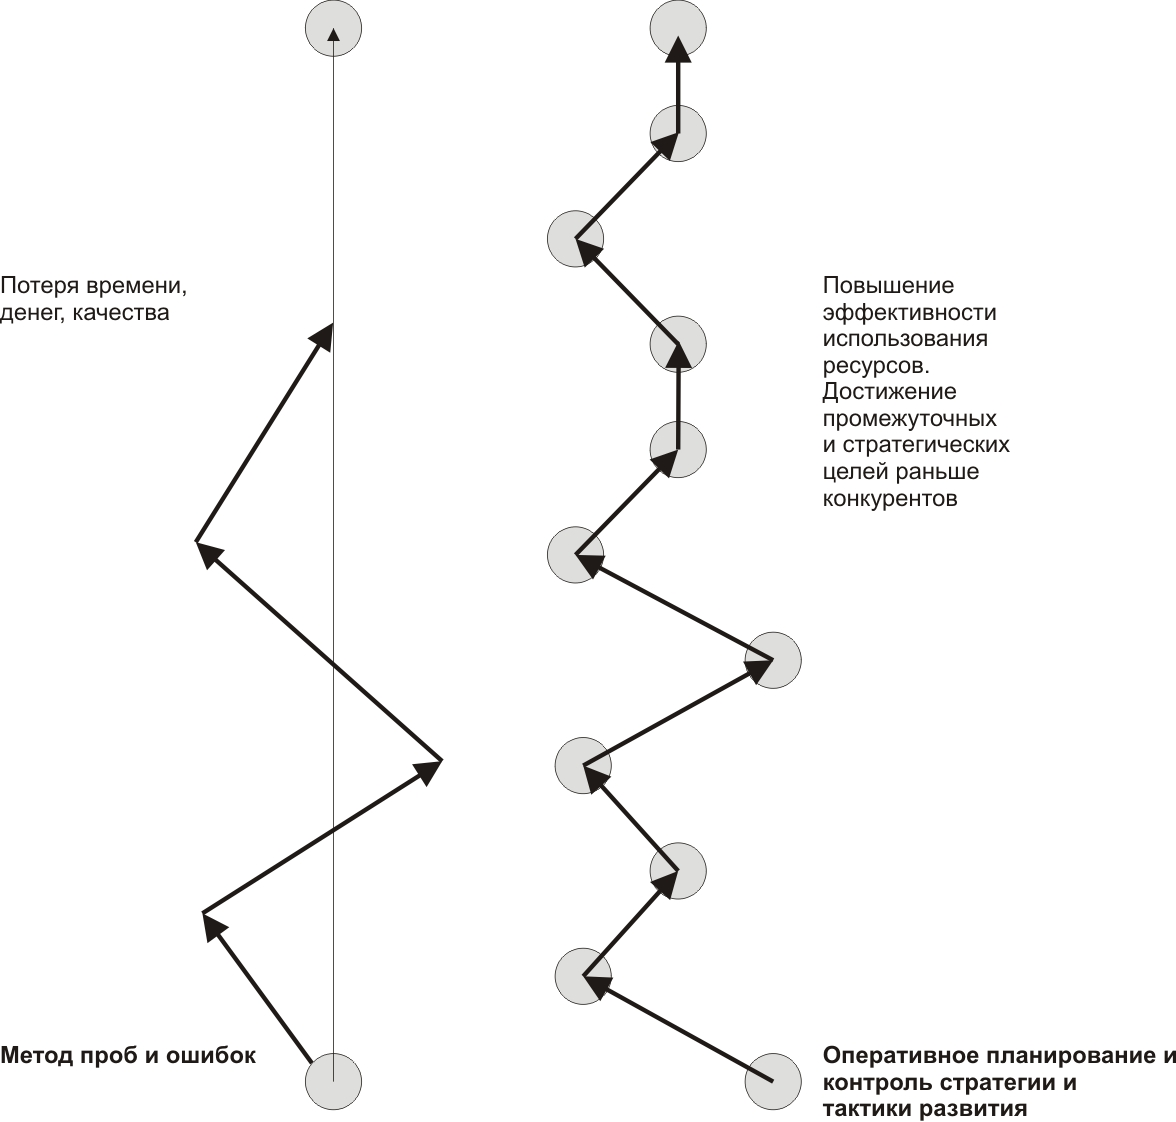 Потеря времени,
денег, качества
Повышение
эффективности
использования
ресурсов.
Достижение
промежуточных
и стратегических
целей раньше
конкурентов
Метод проб и ошибок
Оперативное планирование и
контроль стратегии и
тактики развития